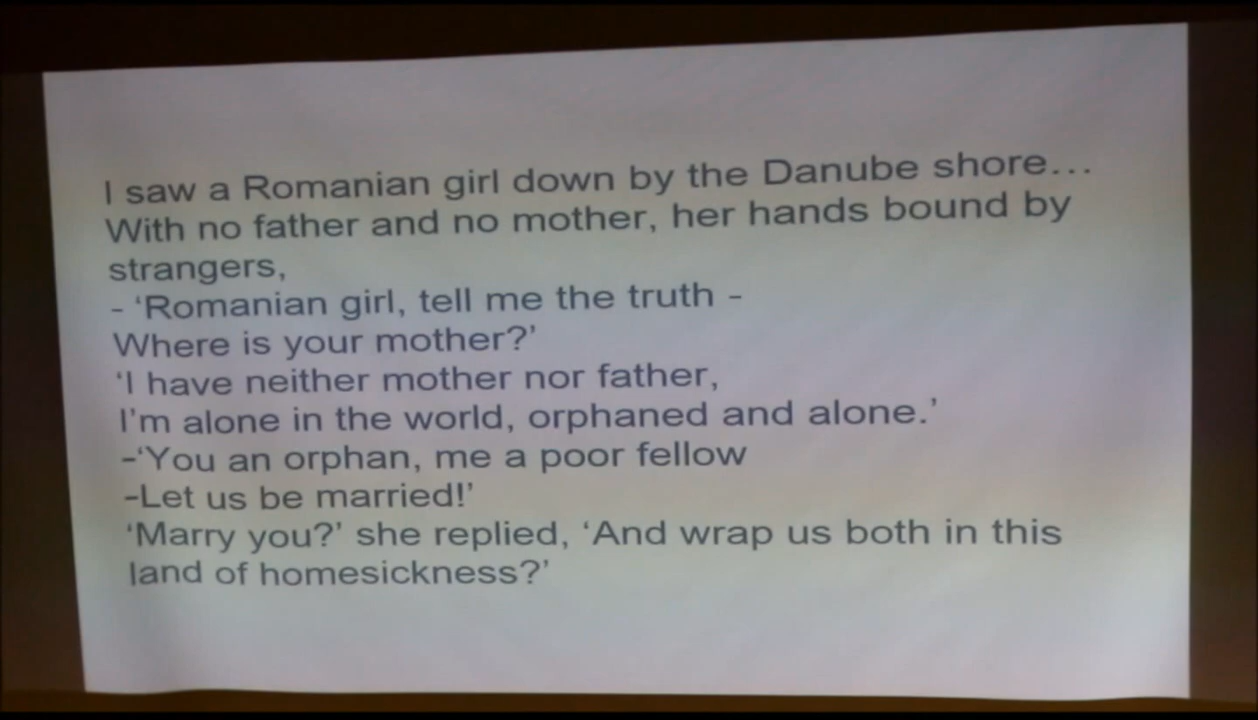 I saw a Romanian girl down by the Danube shore...
With no father and no mother, her hands bound by
strangers,
- ‘Romanian girl, tell me the truth -
Where is your mother?’
‘I have neither mother nor father,
I'm alone in the world, orphaned and alone.’
-‘You an orphan, me a poor fellow
-Let us be married!’
‘Marry you?’ she replied, ‘And wrap us both in this
land of homesickness?’